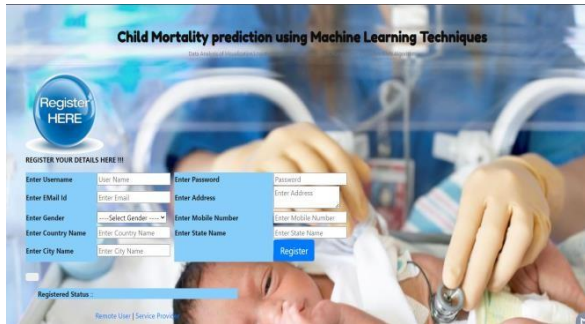 Child Mortality prediction using Machine Learning Techniques
Register
HERE
REGISTER YOUR DETAILS HERE !!!
Enter Username User Name Enter Password Password
Enter EMail Id Enter Email Enter Address Enter Address
Enter Gender -----Select Gender ----- Enter Mobile Number Enter Mobile Number
Enter Country Name Enter Country Name Enter State Name Enter State Name
Enter City Name Enter City Name Register
Registered Status :
Remote User | Service Provider